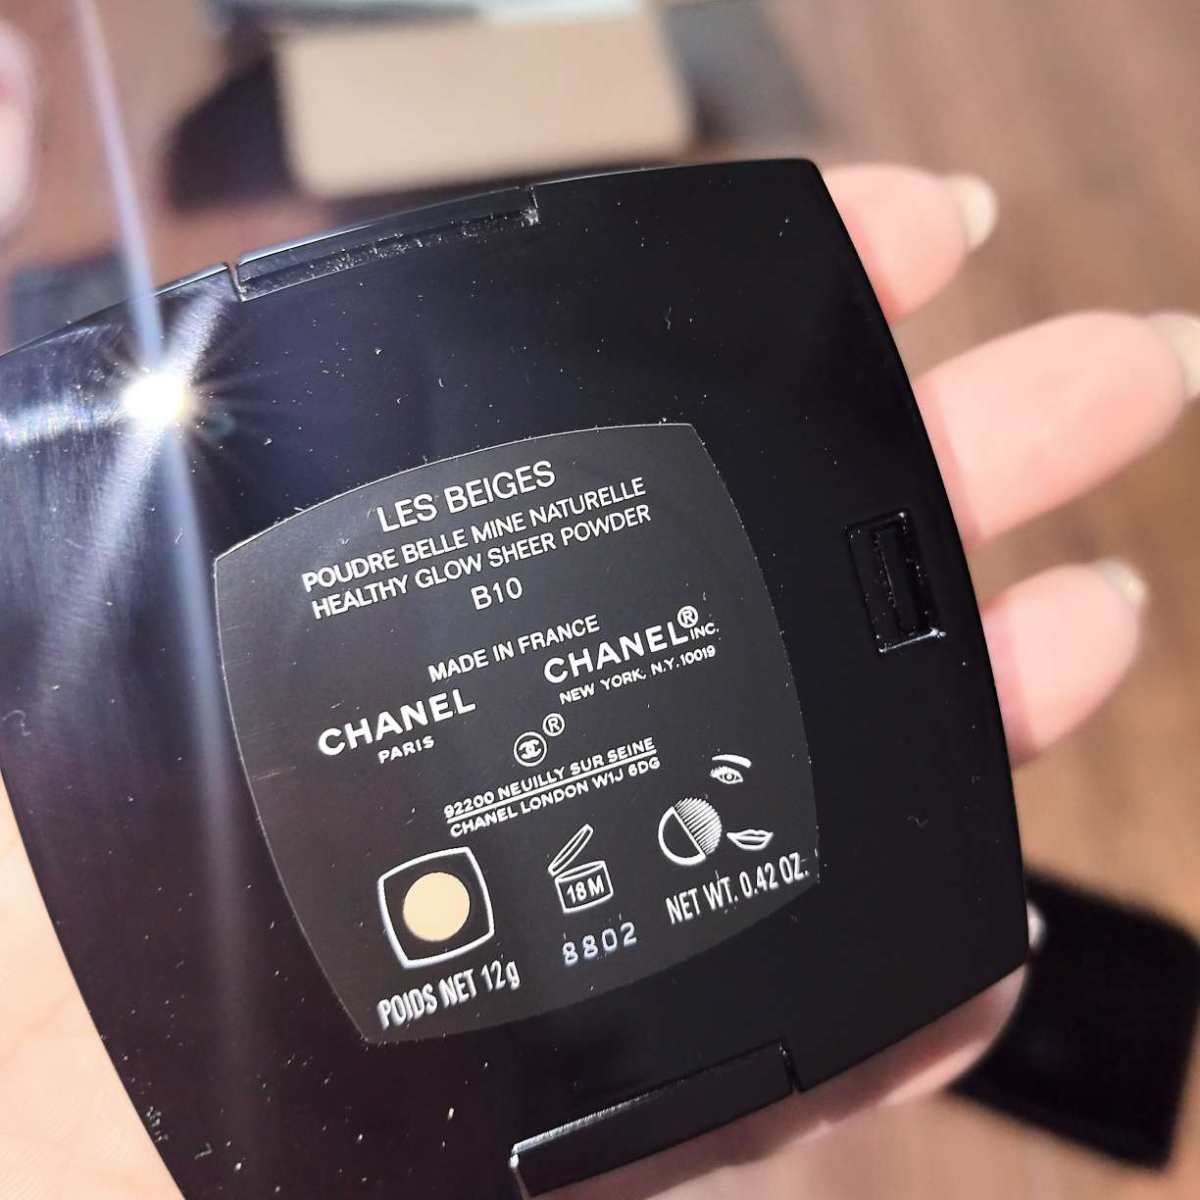 LES BEIGES
POUDRE BELLE MINE NATURELLE
HEALTHY GLOW SHEER POWDER
B10
MADE IN FRANCE
CHANEL
PARIS
CHANEL® INC.
NEW YORK, N.Y. 10019
®
92200 NEUILLY SUR SEINE
CHANEL LONDON W1J 6DG
18M
8802
POIDS NET 12g
NET WT. 0.42 OZ.